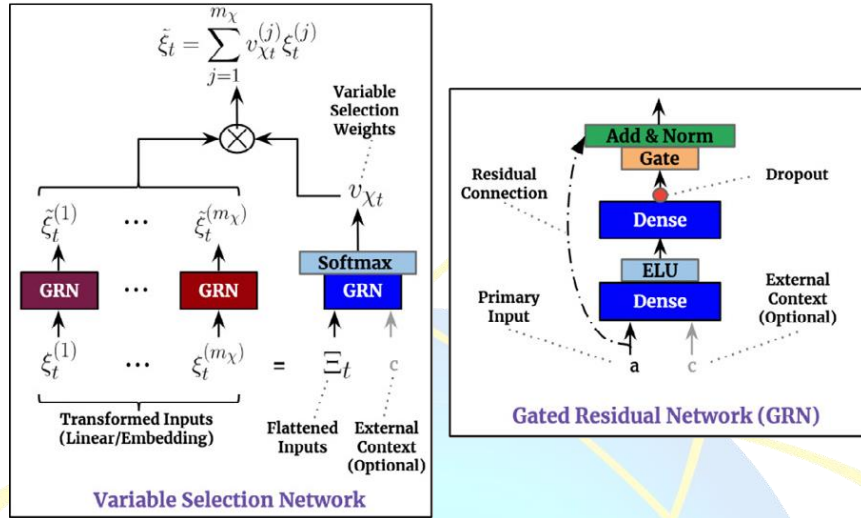 ξ̃_t = Σ_{j=1}^{m_χ} v_{χ_t}^{(j)} ξ_t^{(j)}
Variable
Selection
Weights
v_{χ_t}
ξ̃_t^{(1)} ... ξ̃_t^{(m_χ)}
Softmax
GRN ... GRN GRN
ξ_t^{(1)} ... ξ_t^{(m_χ)} = Ξ_t c
Transformed Inputs
(Linear/Embedding)
Flattened
Inputs
External
Context
(Optional)
Variable Selection Network
Add & Norm
Gate
Residual
Connection
Dropout
Dense
ELU
Dense
Primary
Input
External
Context
(Optional)
a c
Gated Residual Network (GRN)